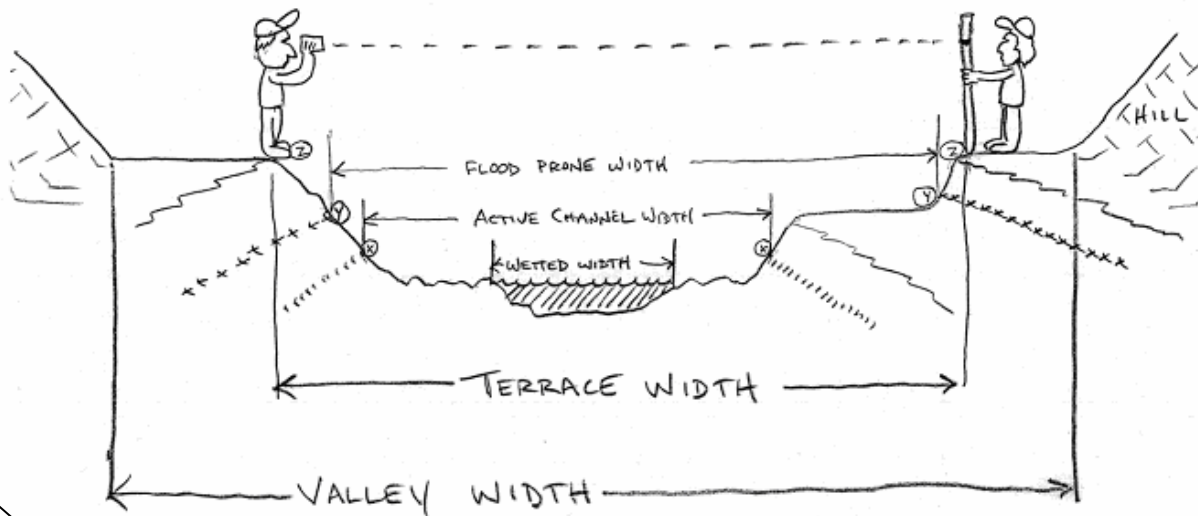 HILL
Z
Z
FLOOD PRONE WIDTH
Y
Y
ACTIVE CHANNEL WIDTH
X
X
WETTED WIDTH
TERRACE WIDTH
VALLEY WIDTH